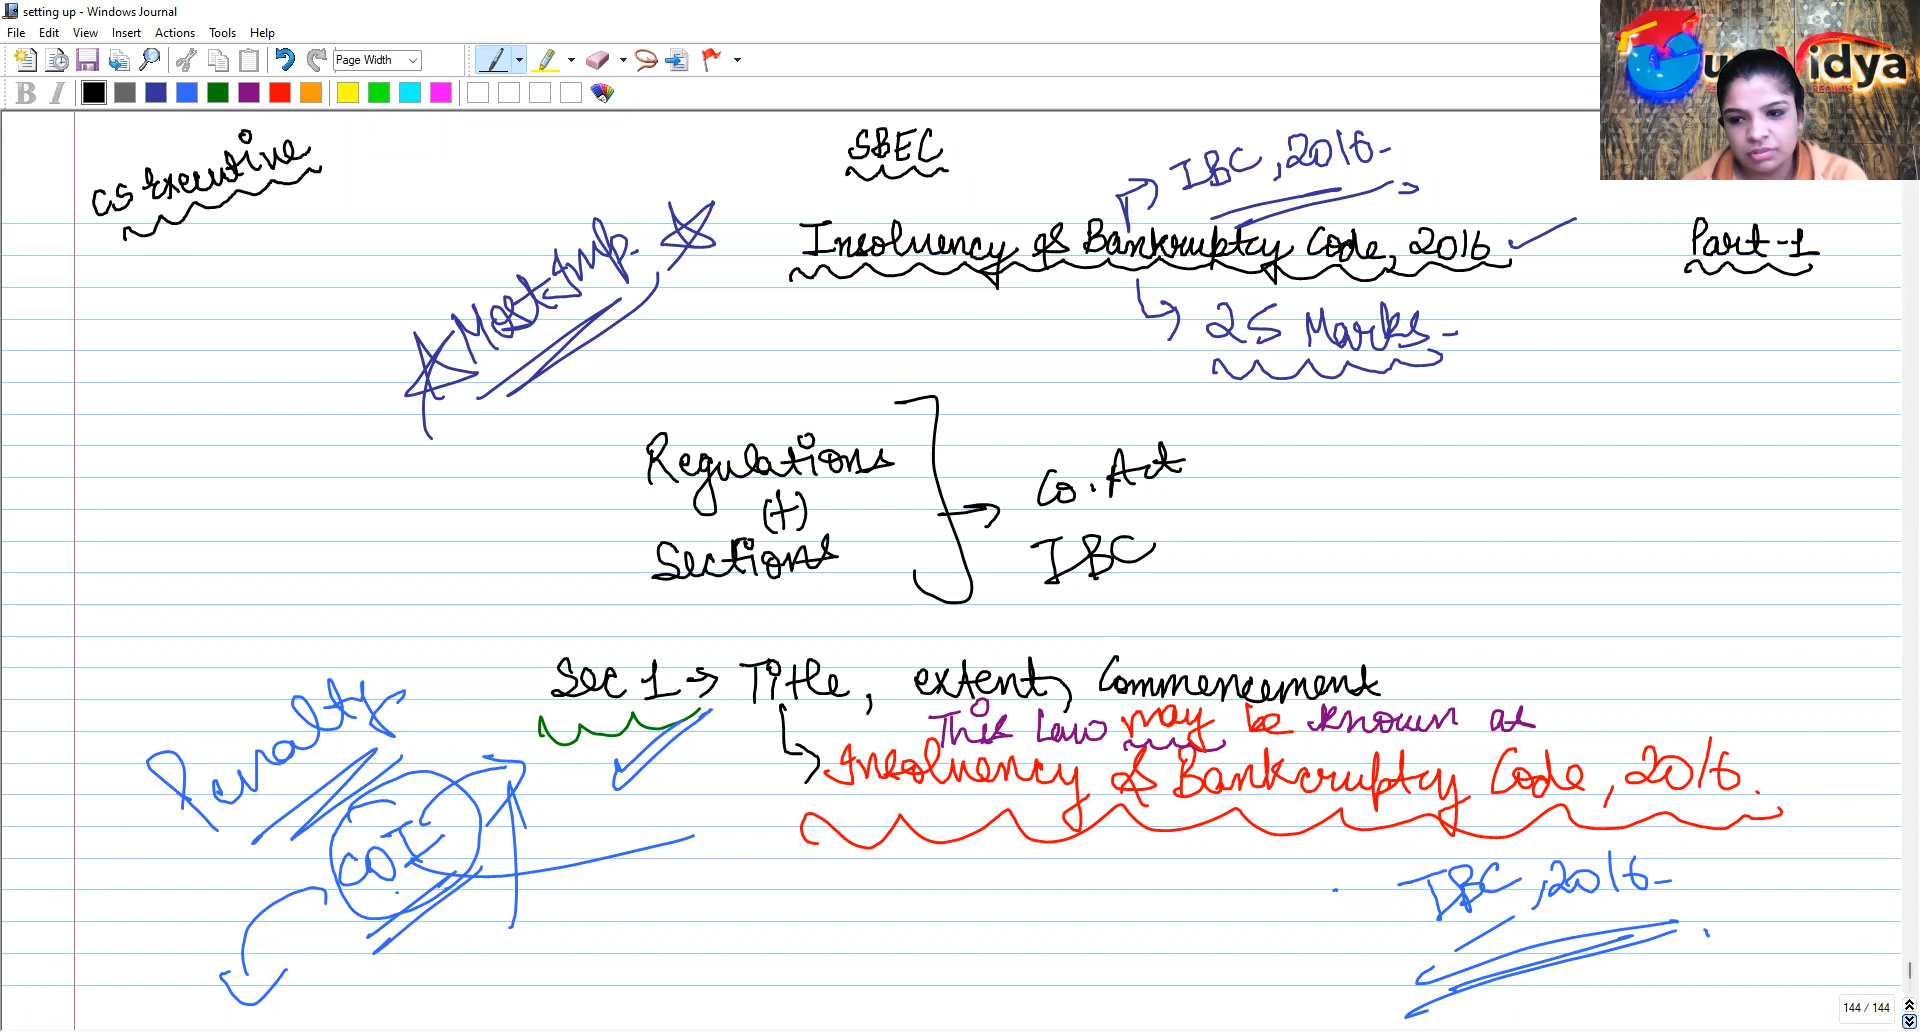 setting up - Windows Journal
File Edit View Insert Actions Tools Help
Page Width
B I
CS Executive
SBEC
IBC, 2016
Insolvency & Bankruptcy Code, 2016
Part-1
Most Imp.
25 Marks
Regulations
(+)
Sections
Co. Act
IBC
Sec 1 → Title, extent, Commencement
This Law may be known as
Insolvency & Bankruptcy Code, 2016.
Penalty
COI
IBC, 2016
144 / 144
idya